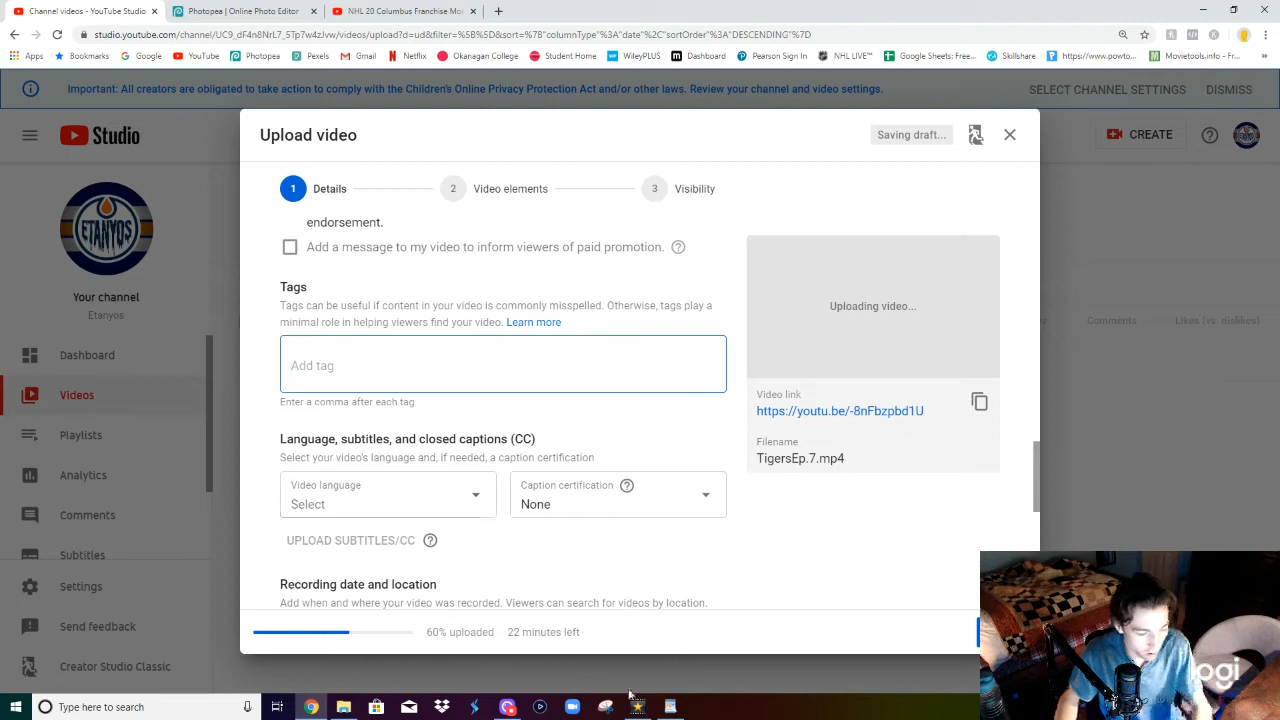 Channel videos - YouTube Studio
Photopea | Online Photo Editor
NHL 20 Columbus Franchise Mo
studio.youtube.com/channel/UC9_dF4n8NrL7_5Tp7w4zIvw/videos/upload?d=ud&filter=%5B%5D&sort=%7B"columnType"%3A"date"%2C"sortOrder"%3A"DESCENDING"%7D
Apps Bookmarks Google YouTube Photopea Pexels Gmail Netflix Okanagan College Student Home WileyPLUS Dashboard Pearson Sign In NHL LIVE Google Sheets: Free... Skillshare https://www.powto... Movietools.info - Fr...
Important: All creators are obligated to take action to comply with the Children's Online Privacy Protection Act and/or other laws. Review your channel and video settings.
SELECT CHANNEL SETTINGS DISMISS
Studio
CREATE
Upload video
Saving draft...
1 Details 2 Video elements 3 Visibility
ETANYOS
Your channel
Etanyos
Dashboard
Videos
Playlists
Analytics
Comments
Subtitles
Settings
Send feedback
Creator Studio Classic
endorsement.
Add a message to my video to inform viewers of paid promotion.
Tags
Tags can be useful if content in your video is commonly misspelled. Otherwise, tags play a
minimal role in helping viewers find your video. Learn more
Add tag
Enter a comma after each tag
Language, subtitles, and closed captions (CC)
Select your video's language and, if needed, a caption certification
Video language
Select
Caption certification
None
UPLOAD SUBTITLES/CC
Recording date and location
Add when and where your video was recorded. Viewers can search for videos by location.
60% uploaded 22 minutes left
Uploading video...
Video link
https://youtu.be/-8nFbzpbd1U
Filename
TigersEp.7.mp4
Comments Likes (vs. dislikes)
logi
Type here to search